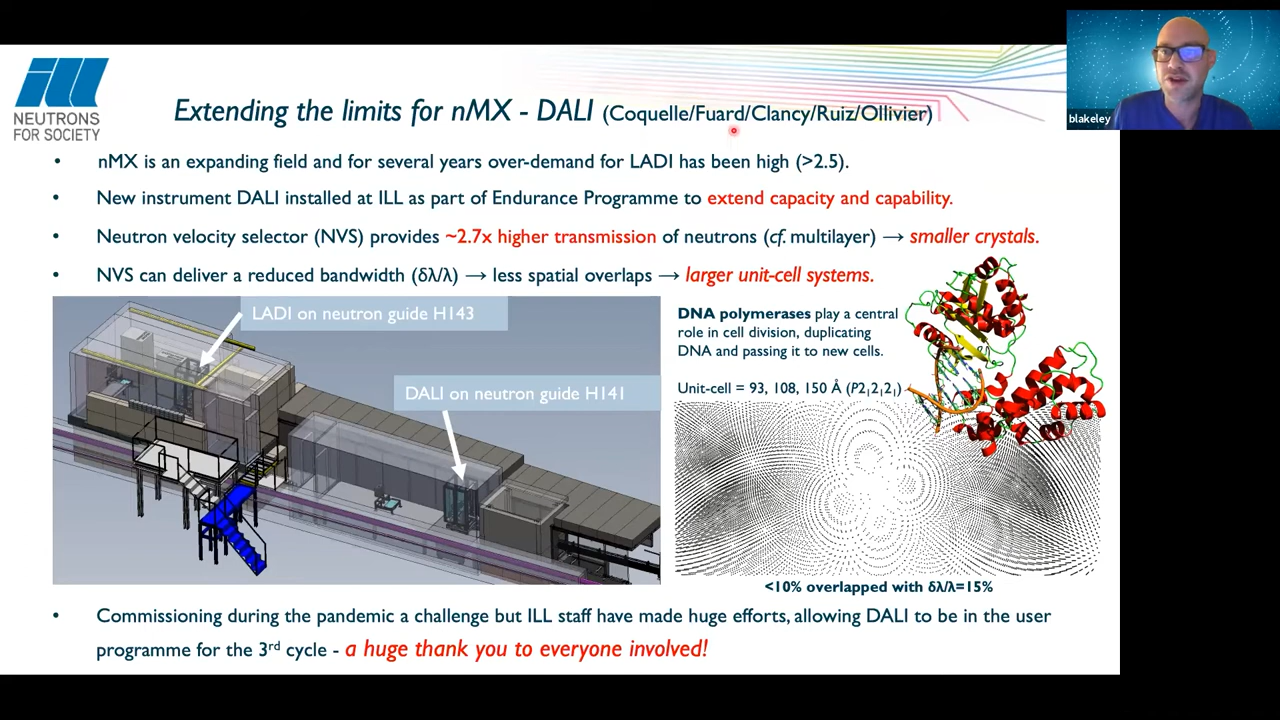 NEUTRONS
FOR SOCIETY
Extending the limits for nMX - DALI (Coquelle/Fuard/Clancy/Ruiz/Ollivier)
blakeley
• nMX is an expanding field and for several years over-demand for LADI has been high (>2.5).
• New instrument DALI installed at ILL as part of Endurance Programme to extend capacity and capability.
• Neutron velocity selector (NVS) provides ~2.7x higher transmission of neutrons (cf. multilayer) → smaller crystals.
• NVS can deliver a reduced bandwidth (δλ/λ) → less spatial overlaps → larger unit-cell systems.
LADI on neutron guide H143
DALI on neutron guide H141
DNA polymerases play a central
role in cell division, duplicating
DNA and passing it to new cells.
Unit-cell = 93, 108, 150 Å (P2₁2₁2₁)
<10% overlapped with δλ/λ=15%
• Commissioning during the pandemic a challenge but ILL staff have made huge efforts, allowing DALI to be in the user
programme for the 3rd cycle - a huge thank you to everyone involved!